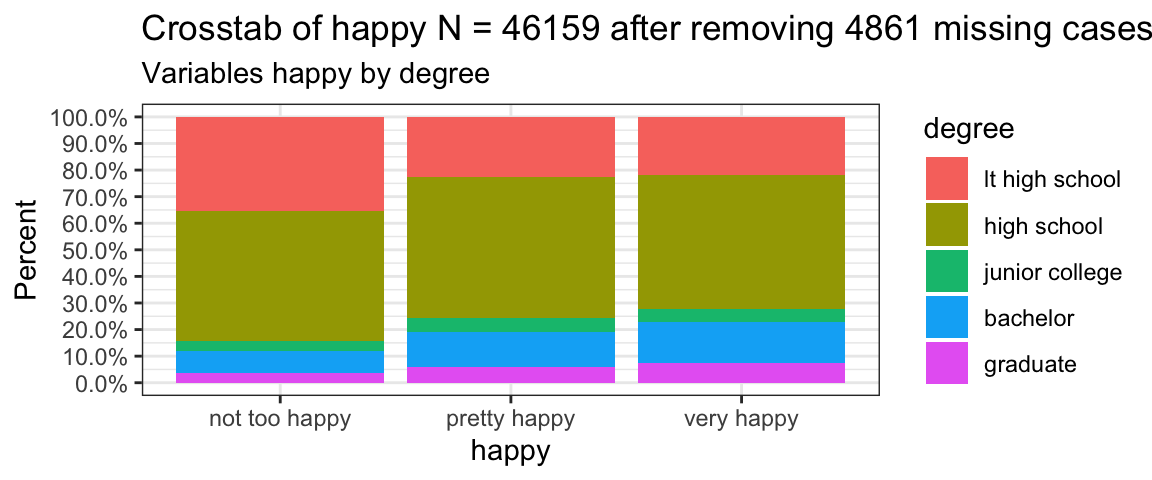 Crosstab of happy N = 46159 after removing 4861 missing cases
Variables happy by degree
100.0%
90.0%
80.0%
70.0%
60.0%
50.0%
40.0%
30.0%
20.0%
10.0%
0.0%
Percent
not too happy
pretty happy
very happy
happy
degree
lt high school
high school
junior college
bachelor
graduate